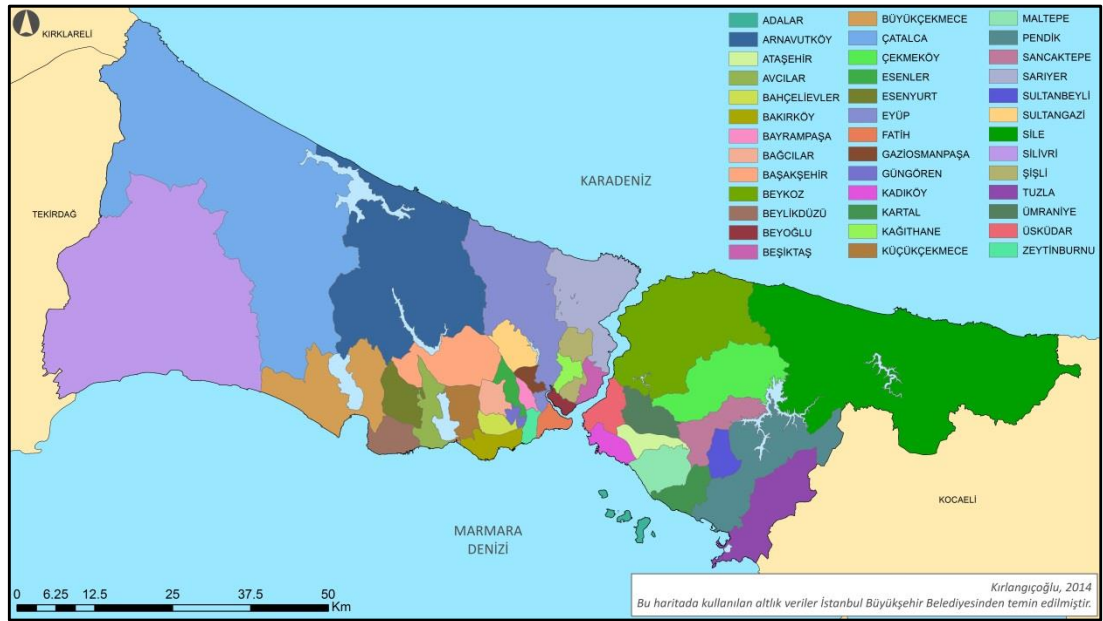 KIRKLARELİ
TEKİRDAĞ
KARADENİZ
MARMARA
DENİZİ
KOCAELİ
ADALAR
ARNAVUTKÖY
ATAŞEHİR
AVCILAR
BAHÇELİEVLER
BAKIRKÖY
BAYRAMPAŞA
BAĞCILAR
BAŞAKŞEHİR
BEYKOZ
BEYLİKDÜZÜ
BEYOĞLU
BEŞİKTAŞ
BÜYÜKÇEKMECE
ÇATALCA
ÇEKMEKÖY
ESENLER
ESENYURT
EYÜP
FATİH
GAZİOSMANPAŞA
GÜNGÖREN
KADIKÖY
KARTAL
KAĞITHANE
KÜÇÜKÇEKMECE
MALTEPE
PENDİK
SANCAKTEPE
SARIYER
SULTANBEYLİ
SULTANGAZİ
SİLE
SİLİVRİ
ŞİŞLİ
TUZLA
ÜMRANİYE
ÜSKÜDAR
ZEYTİNBURNU
0 6.25 12.5 25 37.5 50
Km
Kırlangıçoğlu, 2014
Bu haritada kullanılan altlık veriler İstanbul Büyükşehir Belediyesinden temin edilmiştir.